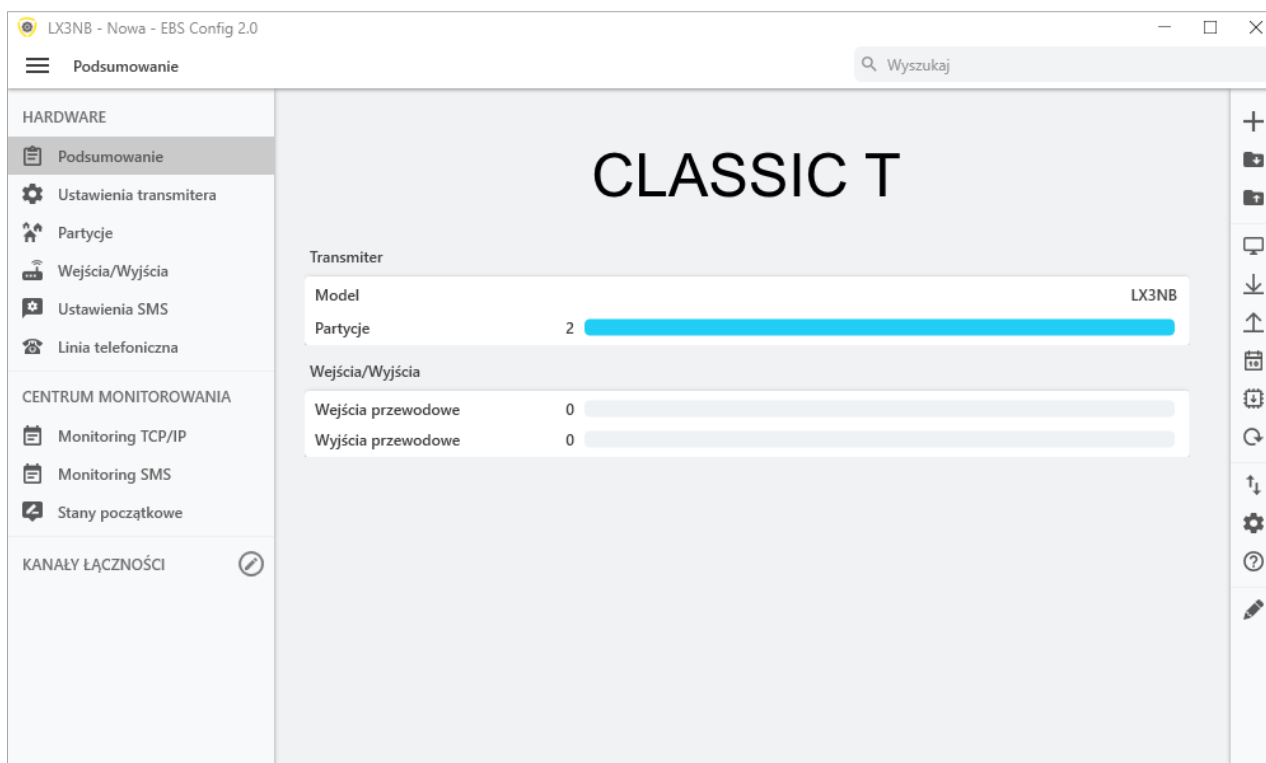 LX3NB - Nowa - EBS Config 2.0
Podsumowanie
Wyszukaj
HARDWARE
Podsumowanie
Ustawienia transmitera
Partycje
Wejścia/Wyjścia
Ustawienia SMS
Linia telefoniczna
CENTRUM MONITOROWANIA
Monitoring TCP/IP
Monitoring SMS
Stany początkowe
KANAŁY ŁĄCZNOŚCI
CLASSIC T
Transmiter
Model LX3NB
Partycje 2
Wejścia/Wyjścia
Wejścia przewodowe 0
Wyjścia przewodowe 0
10